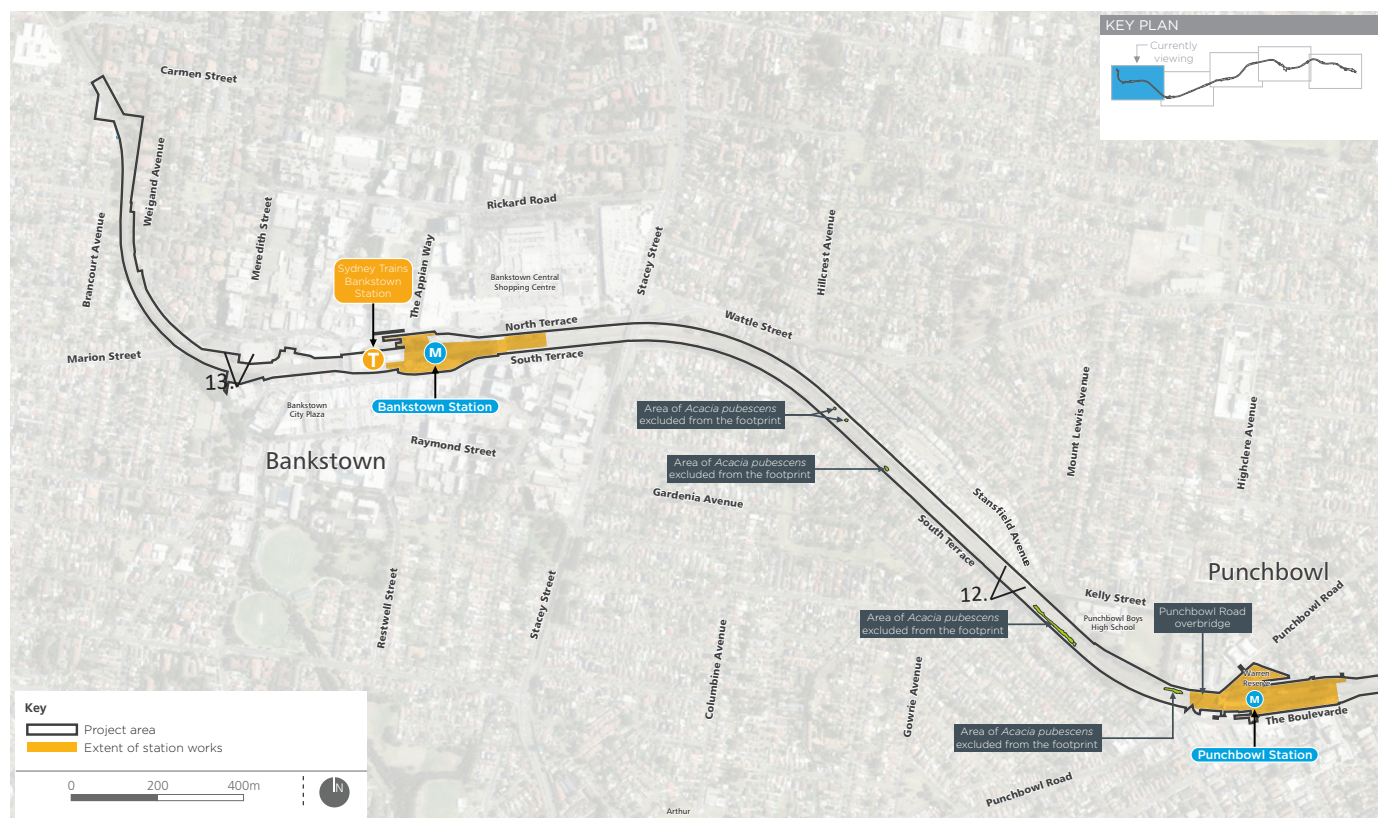 KEY PLAN
Currently
viewing
Carmen Street
Weigand Avenue
Brancourt Avenue
Meredith Street
Rickard Road
The Appian Way
Sydney Trains
Bankstown
Station
Bankstown Central
Shopping Centre
Stacey Street
Hillcrest Avenue
Wattle Street
North Terrace
South Terrace
Marion Street
T
M
13.
Bankstown Station
Bankstown
City Plaza
Raymond Street
Bankstown
Area of Acacia pubescens
excluded from the footprint
Area of Acacia pubescens
excluded from the footprint
Gardenia Avenue
Mount Lewis Avenue
Highclere Avenue
Stansfield Avenue
South Terrace
12.
Punchbowl
Kelly Street
Punchbowl Boys
High School
Punchbowl Road
overbridge
Punchbowl Road
Area of Acacia pubescens
excluded from the footprint
Restwell Street
Stacey Street
Columbine Avenue
Gowrie Avenue
Warren
Reserve
M
The Boulevarde
Punchbowl Station
Area of Acacia pubescens
excluded from the footprint
Punchbowl Road
Arthur
Key
Project area
Extent of station works
0 200 400m
N